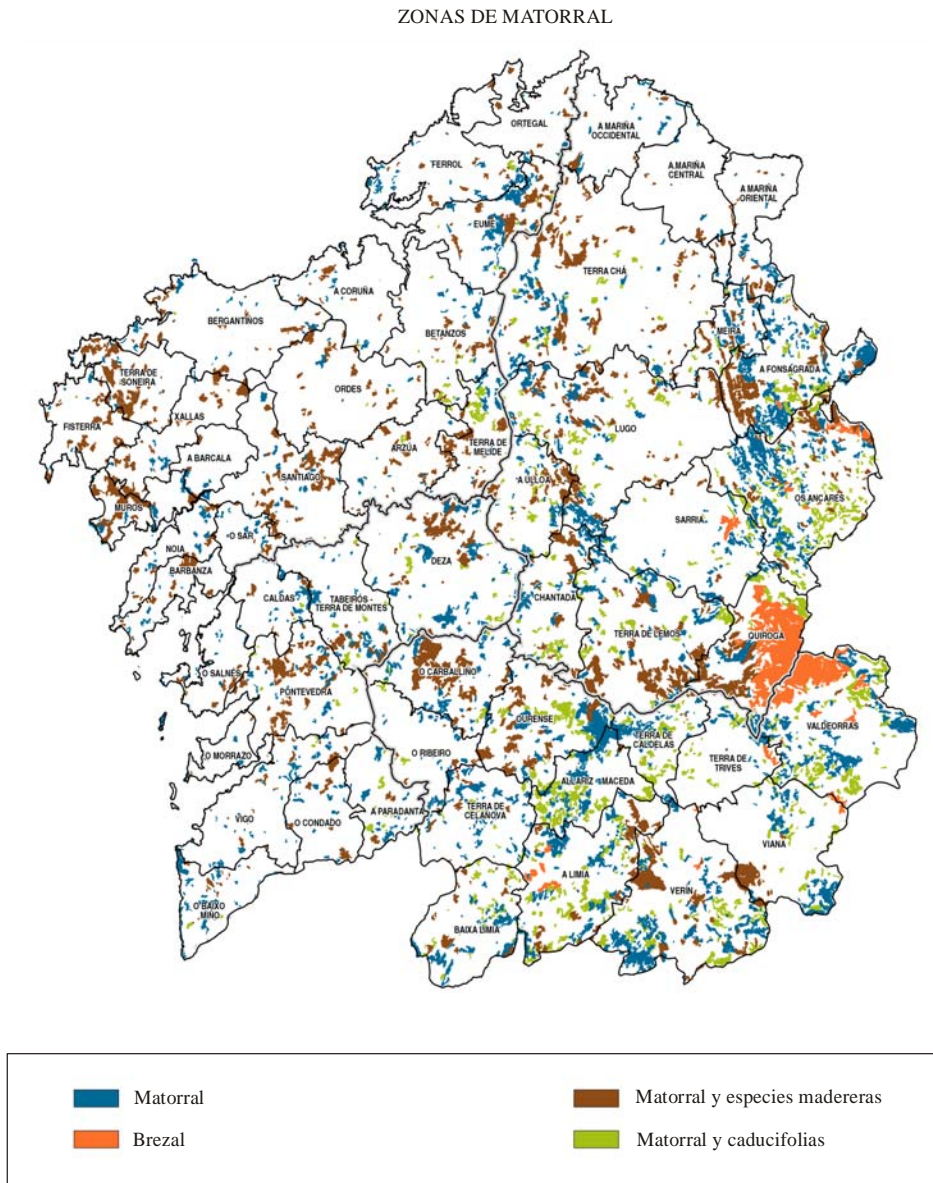 ZONAS DE MATORRAL
ORTEGAL
A MARIÑA
OCCIDENTAL
FERROL
A MARIÑA
CENTRAL
A MARIÑA
ORIENTAL
EUME
TERRA CHÁ
A CORUÑA
BERGANTIÑOS
BETANZOS
MEIRA
A FONSAGRADA
TERRA DE
SONEIRA
ORDES
XALLAS
FISTERRA
LUGO
A BARCALA
ARZÚA
TERRA DE
MELIDE
SANTIAGO
A ULLOA
OS ANCARES
MUROS
SARRIA
O SAR
NOIA
DEZA
BARBANZA
CALDAS
TABEIRÓS -
TERRA DE MONTES
CHANTADA
TERRA DE LEMOS
QUIROGA
O SALNÉS
O CARBALLIÑO
PONTEVEDRA
OURENSE
VALDEORRAS
TERRA DE
CALDELAS
O MORRAZO
O RIBEIRO
TERRA DE
TRIVES
ALLARIZ - MACEDA
VIGO
O CONDADO
A PARADANTA
TERRA DE
CELANOVA
VIANA
A LIMIA
VERÍN
O BAIXO
MIÑO
BAIXA LIMIA
Matorral
Matorral y especies madereras
Brezal
Matorral y caducifolias